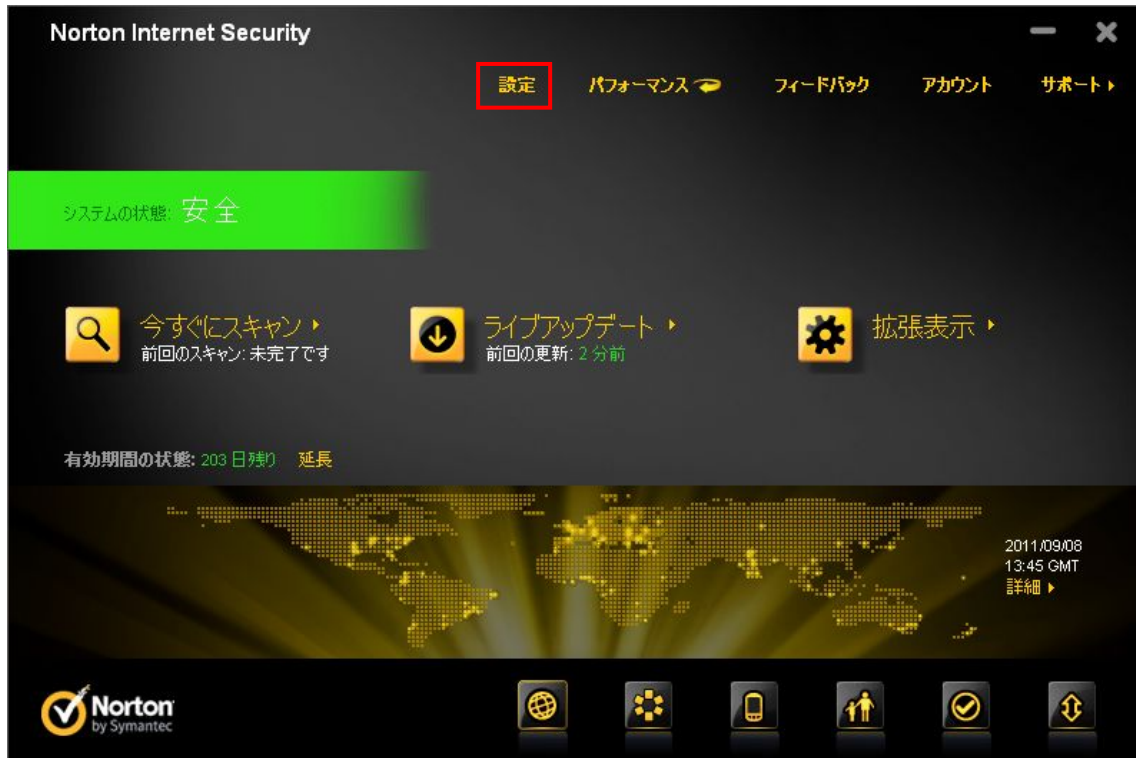 Norton Internet Security
設定 パフォーマンス フィードバック アカウント サポート
システムの状態: 安全
今すぐにスキャン
前回のスキャン: 未完了です
ライブアップデート
前回の更新: 2 分前
拡張表示
有効期間の状態: 203 日残り 延長
2011/09/08
13:45 GMT
詳細
Norton
by Symantec